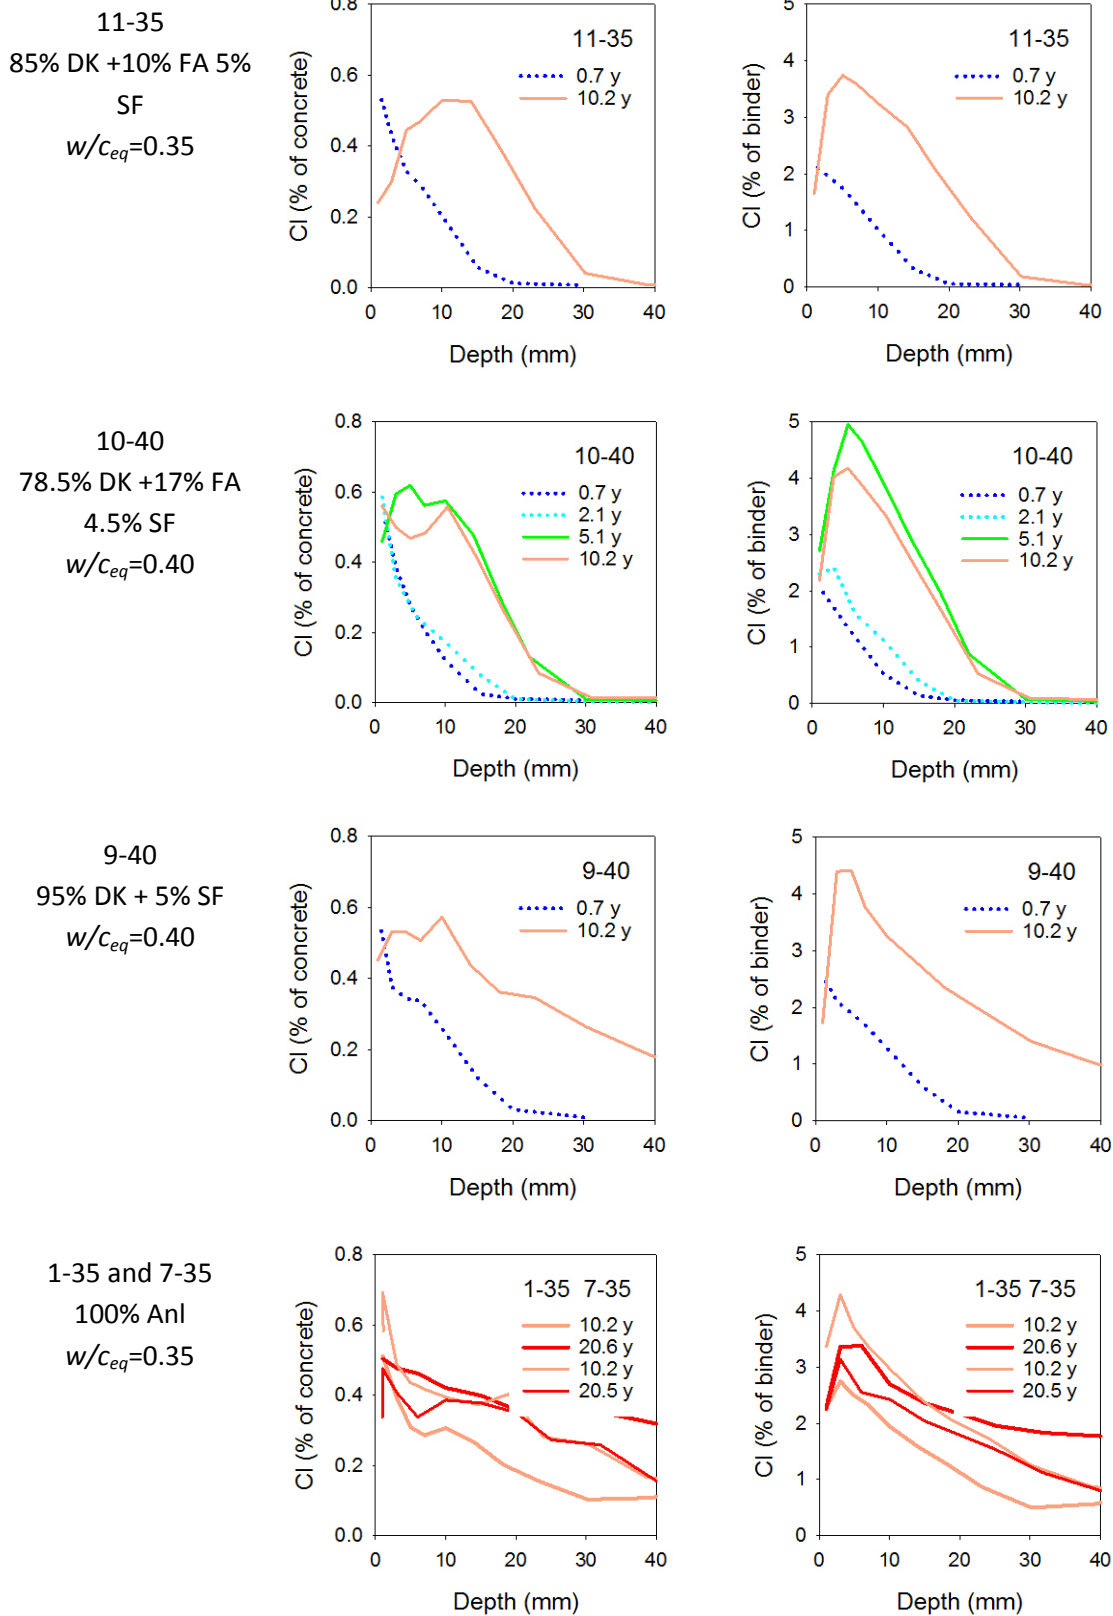 11-35
85% DK +10% FA 5%
SF
w/ceq=0.35
Cl (% of concrete)
0.8
0.6
0.4
0.2
0.0
11-35
0.7 y
10.2 y
0 10 20 30 40
Depth (mm)
Cl (% of binder)
5
4
3
2
1
0
11-35
0.7 y
10.2 y
0 10 20 30 40
Depth (mm)
10-40
78.5% DK +17% FA
4.5% SF
w/ceq=0.40
Cl (% of concrete)
0.8
0.6
0.4
0.2
0.0
10-40
0.7 y
2.1 y
5.1 y
10.2 y
0 10 20 30 40
Depth (mm)
Cl (% of binder)
5
4
3
2
1
0
10-40
0.7 y
2.1 y
5.1 y
10.2 y
0 10 20 30 40
Depth (mm)
9-40
95% DK + 5% SF
w/ceq=0.40
Cl (% of concrete)
0.8
0.6
0.4
0.2
0.0
9-40
0.7 y
10.2 y
0 10 20 30 40
Depth (mm)
Cl (% of binder)
5
4
3
2
1
0
9-40
0.7 y
10.2 y
0 10 20 30 40
Depth (mm)
1-35 and 7-35
100% Anl
w/ceq=0.35
Cl (% of concrete)
0.8
0.6
0.4
0.2
0.0
1-35 7-35
10.2 y
20.6 y
10.2 y
20.5 y
0 10 20 30 40
Depth (mm)
Cl (% of binder)
5
4
3
2
1
0
1-35 7-35
10.2 y
20.6 y
10.2 y
20.5 y
0 10 20 30 40
Depth (mm)